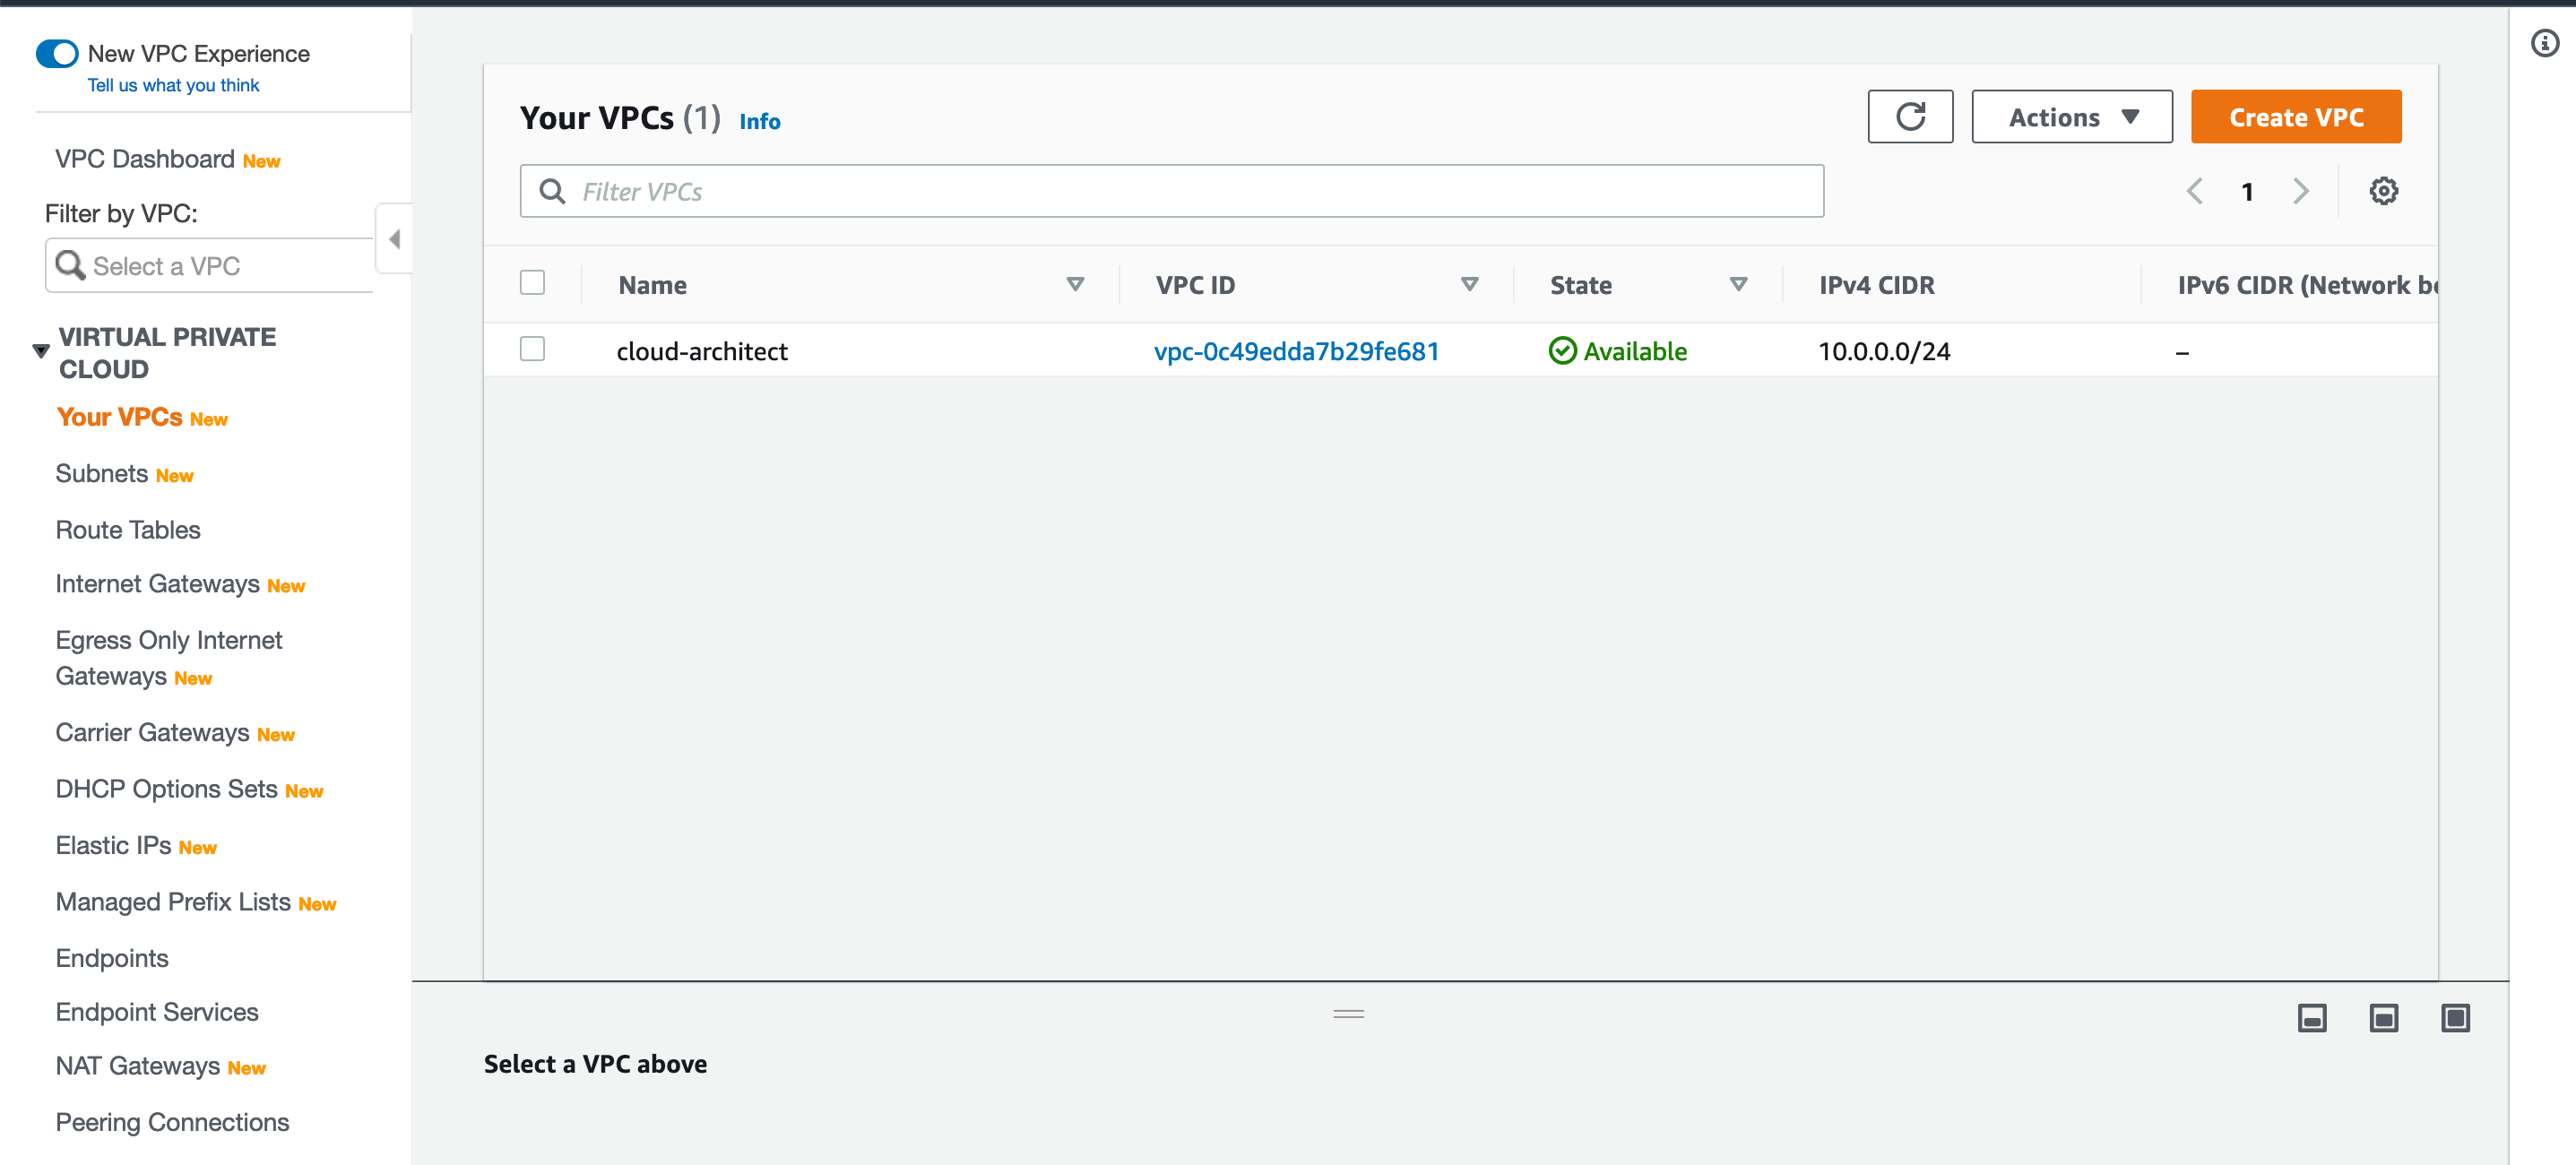 New VPC Experience
Tell us what you think
VPC Dashboard New
Filter by VPC:
Select a VPC
VIRTUAL PRIVATE
CLOUD
Your VPCs New
Subnets New
Route Tables
Internet Gateways New
Egress Only Internet
Gateways New
Carrier Gateways New
DHCP Options Sets New
Elastic IPs New
Managed Prefix Lists New
Endpoints
Endpoint Services
NAT Gateways New
Peering Connections
Your VPCs (1) Info
Actions
Create VPC
Filter VPCs
1
Name VPC ID State IPv4 CIDR IPv6 CIDR (Network bo
cloud-architect vpc-0c49edda7b29fe681 Available 10.0.0.0/24 –
Select a VPC above